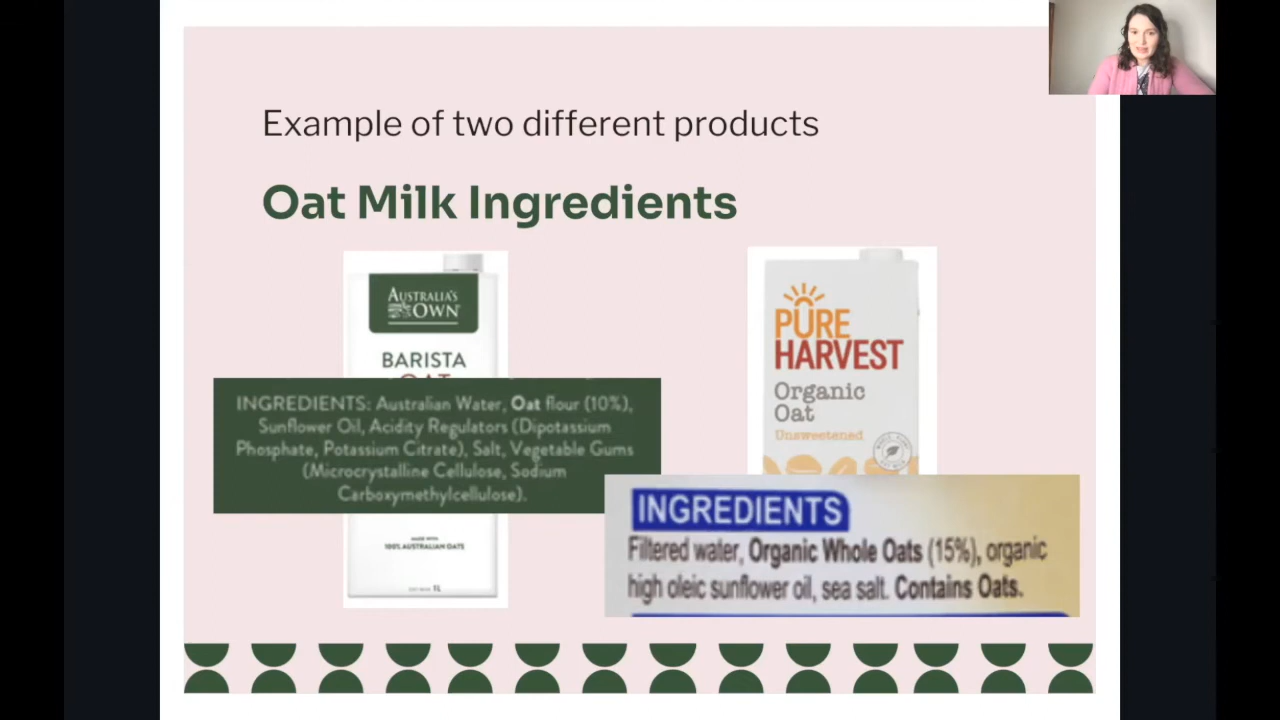 Example of two different products
Oat Milk Ingredients
AUSTRALIA'S
OWN
BARISTA
INGREDIENTS: Australian Water, Oat flour (10%),
Sunflower Oil, Acidity Regulators (Dipotassium
Phosphate, Potassium Citrate), Salt, Vegetable Gums
(Microcrystalline Cellulose, Sodium
Carboxymethylcellulose).
MADE WITH
100% AUSTRALIAN OATS
1L
PURE
HARVEST
Organic
Oat
Unsweetened
INGREDIENTS
Filtered water, Organic Whole Oats (15%), organic
high oleic sunflower oil, sea salt. Contains Oats.